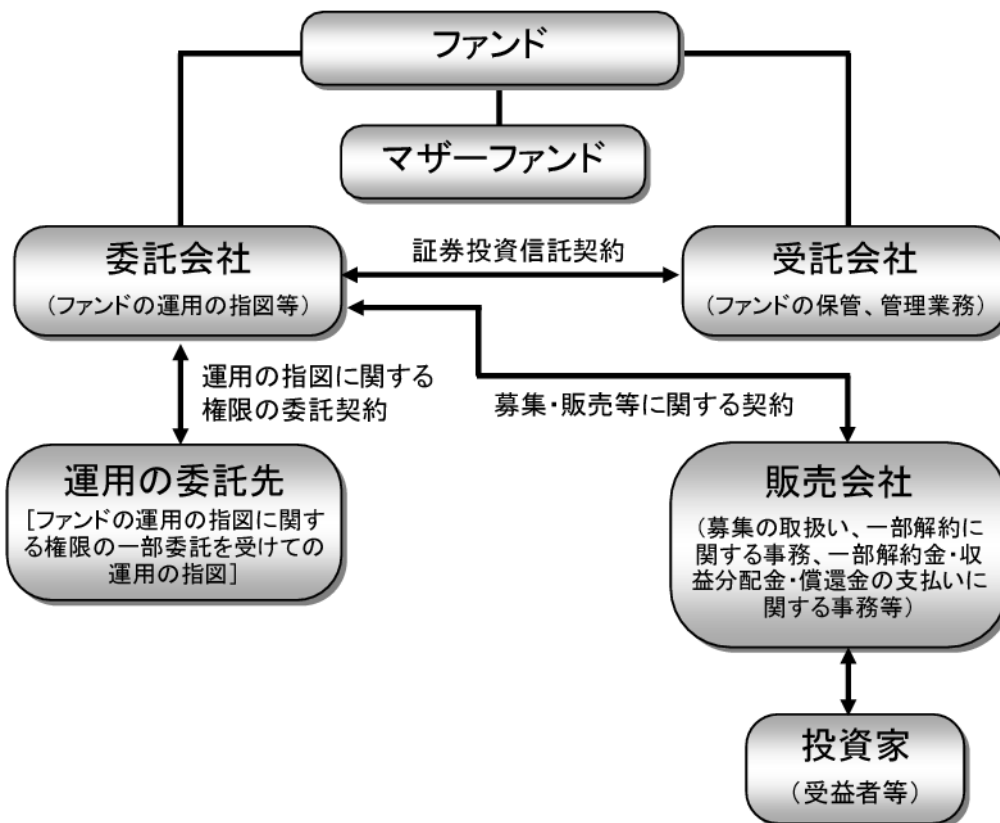 ファンド
マザーファンド
委託会社
(ファンドの運用の指図等)
証券投資信託契約
受託会社
(ファンドの保管、管理業務)
運用の指図に関する
権限の委託契約
募集・販売等に関する契約
運用の委託先
[ファンドの運用の指図に関す
る権限の一部委託を受けての
運用の指図]
販売会社
(募集の取扱い、一部解約に
関する事務、一部解約金・収
益分配金・償還金の支払いに
関する事務等)
投資家
(受益者等)